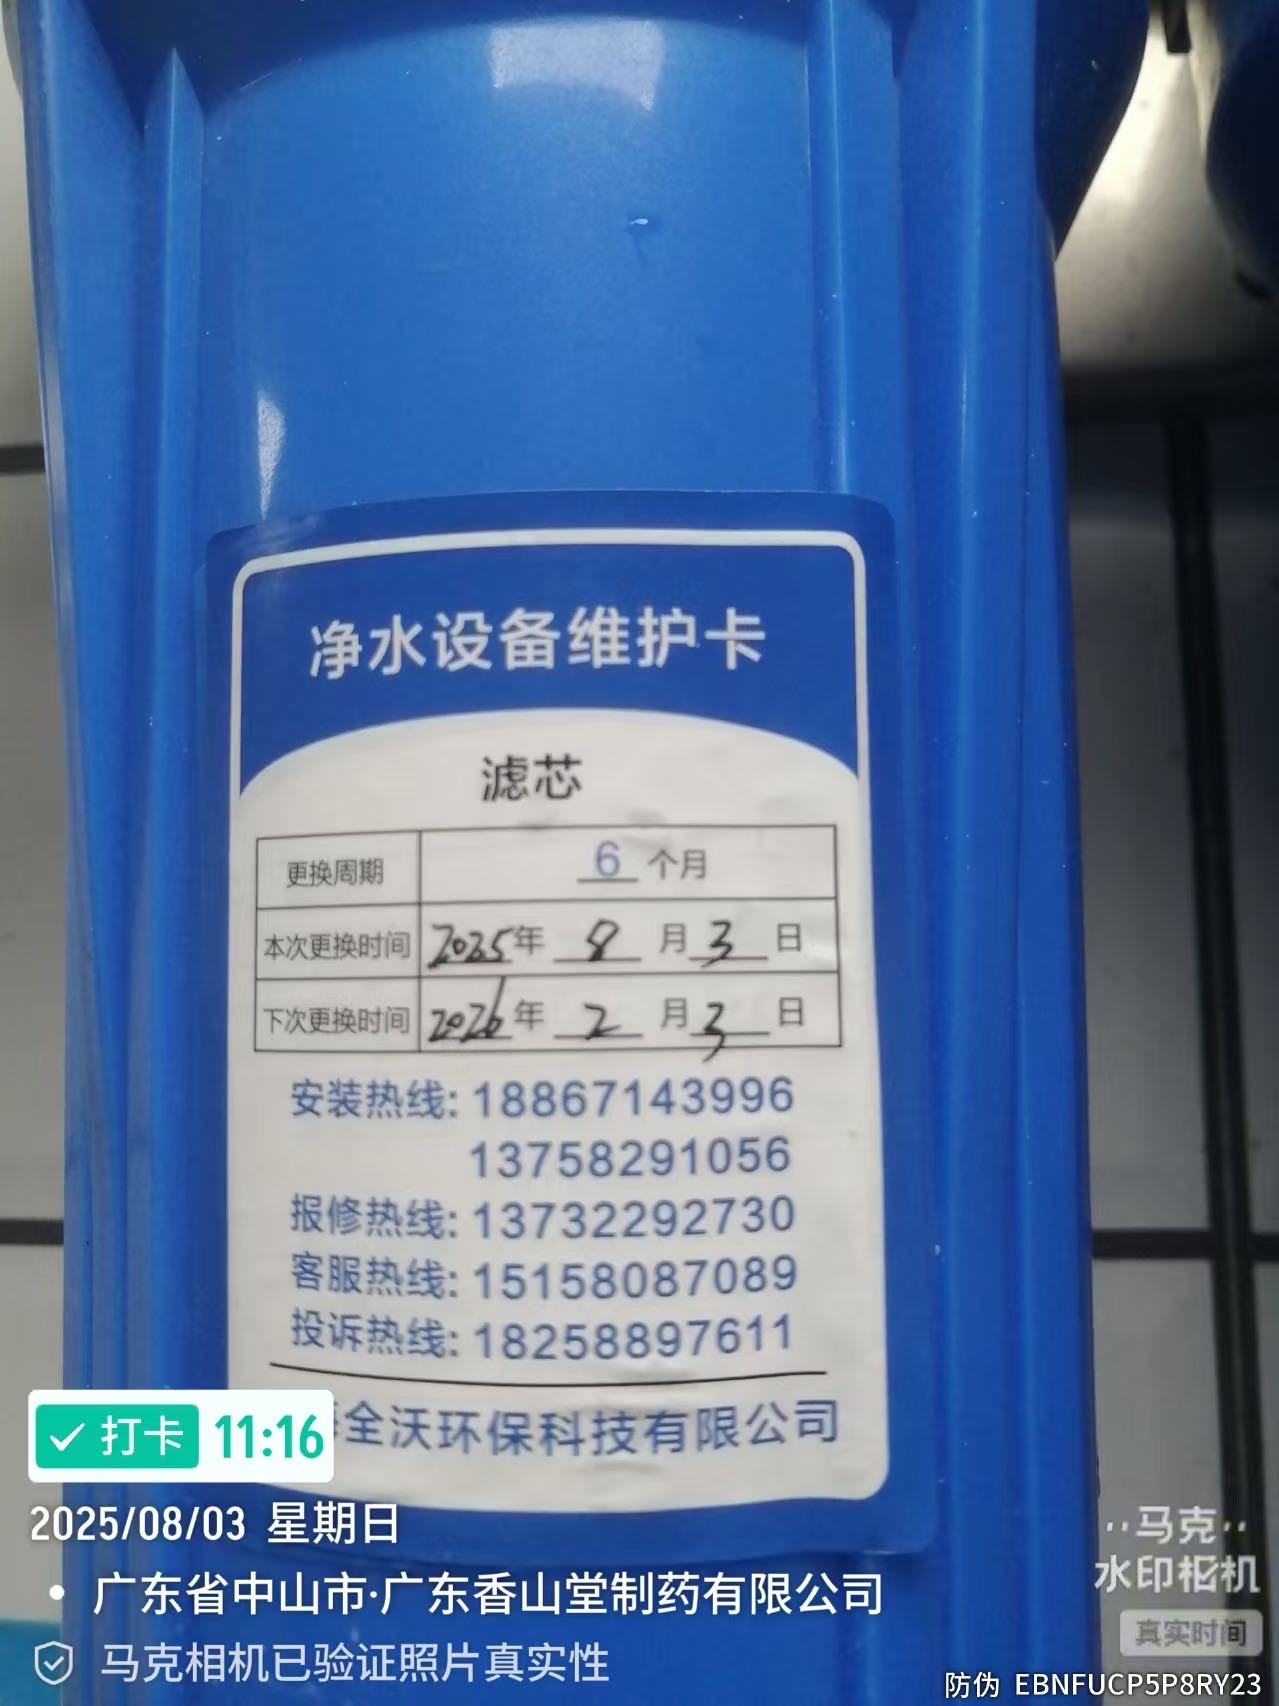 净水设备维护卡
滤芯
更换周期 6 个月
本次更换时间 2025年 8 月 3 日
下次更换时间 2026年 2 月 3 日
安装热线: 18867143996
13758291056
报修热线: 13732292730
客服热线: 15158087089
投诉热线: 18258897611
全沃环保科技有限公司
打卡 11:16
2025/08/03 星期日
广东省中山市·广东香山堂制药有限公司
马克相机已验证照片真实性
马克
水印相机
真实时间
防伪 EBNFUCP5P8RY23